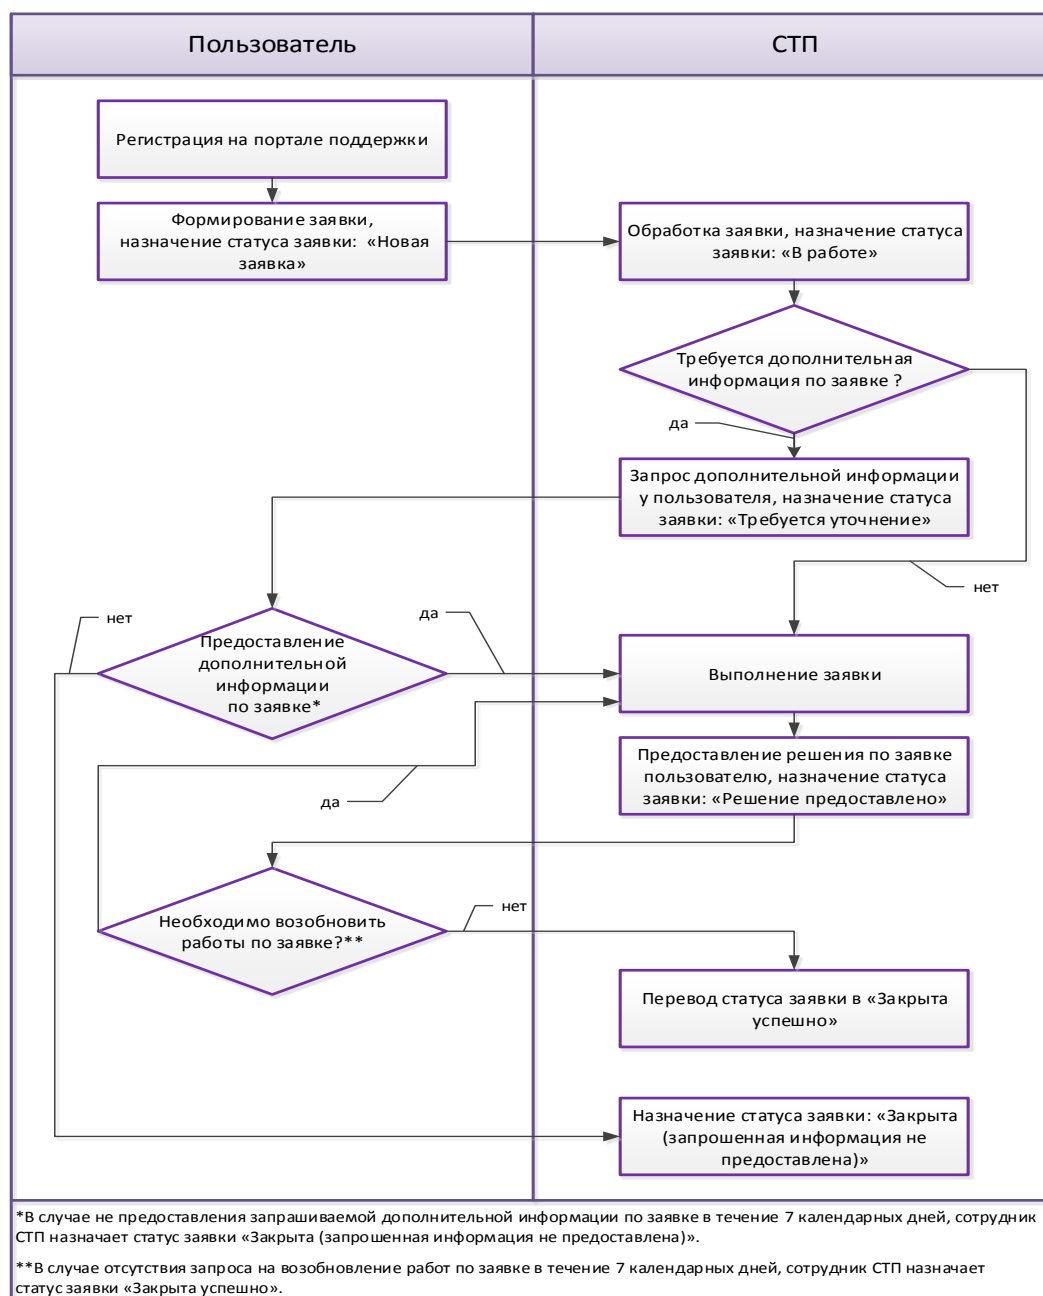 Пользователь
СТП
Регистрация на портале поддержки
Формирование заявки,
назначение статуса заявки: «Новая
заявка»
Обработка заявки, назначение статуса
заявки: «В работе»
Требуется дополнительная
информация по заявке ?
да
Запрос дополнительной информации
у пользователя, назначение статуса
заявки: «Требуется уточнение»
нет
нет
да
Предоставление
дополнительной
информации
по заявке*
Выполнение заявки
Предоставление решения по заявке
пользователю, назначение статуса
заявки: «Решение предоставлено»
да
Необходимо возобновить
работы по заявке?**
нет
Перевод статуса заявки в «Закрыта
успешно»
Назначение статуса заявки: «Закрыта
(запрошенная информация не
предоставлена)»
*В случае не предоставления запрашиваемой дополнительной информации по заявке в течение 7 календарных дней, сотрудник
СТП назначает статус заявки «Закрыта (запрошенная информация не предоставлена)».
**В случае отсутствия запроса на возобновление работ по заявке в течение 7 календарных дней, сотрудник СТП назначает
статус заявки «Закрыта успешно».